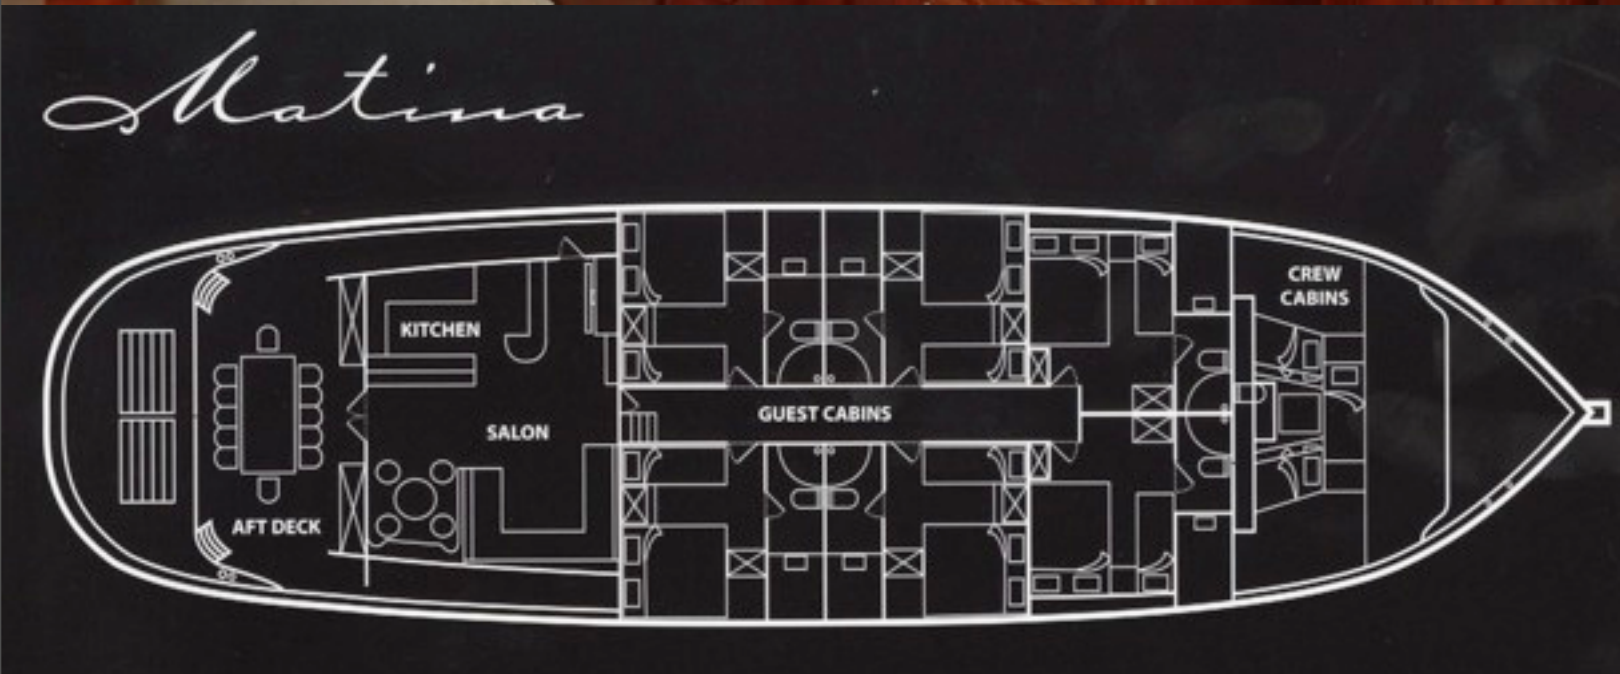 Matina
CREW
CABINS
KITCHEN
GUEST CABINS
SALON
AFT DECK